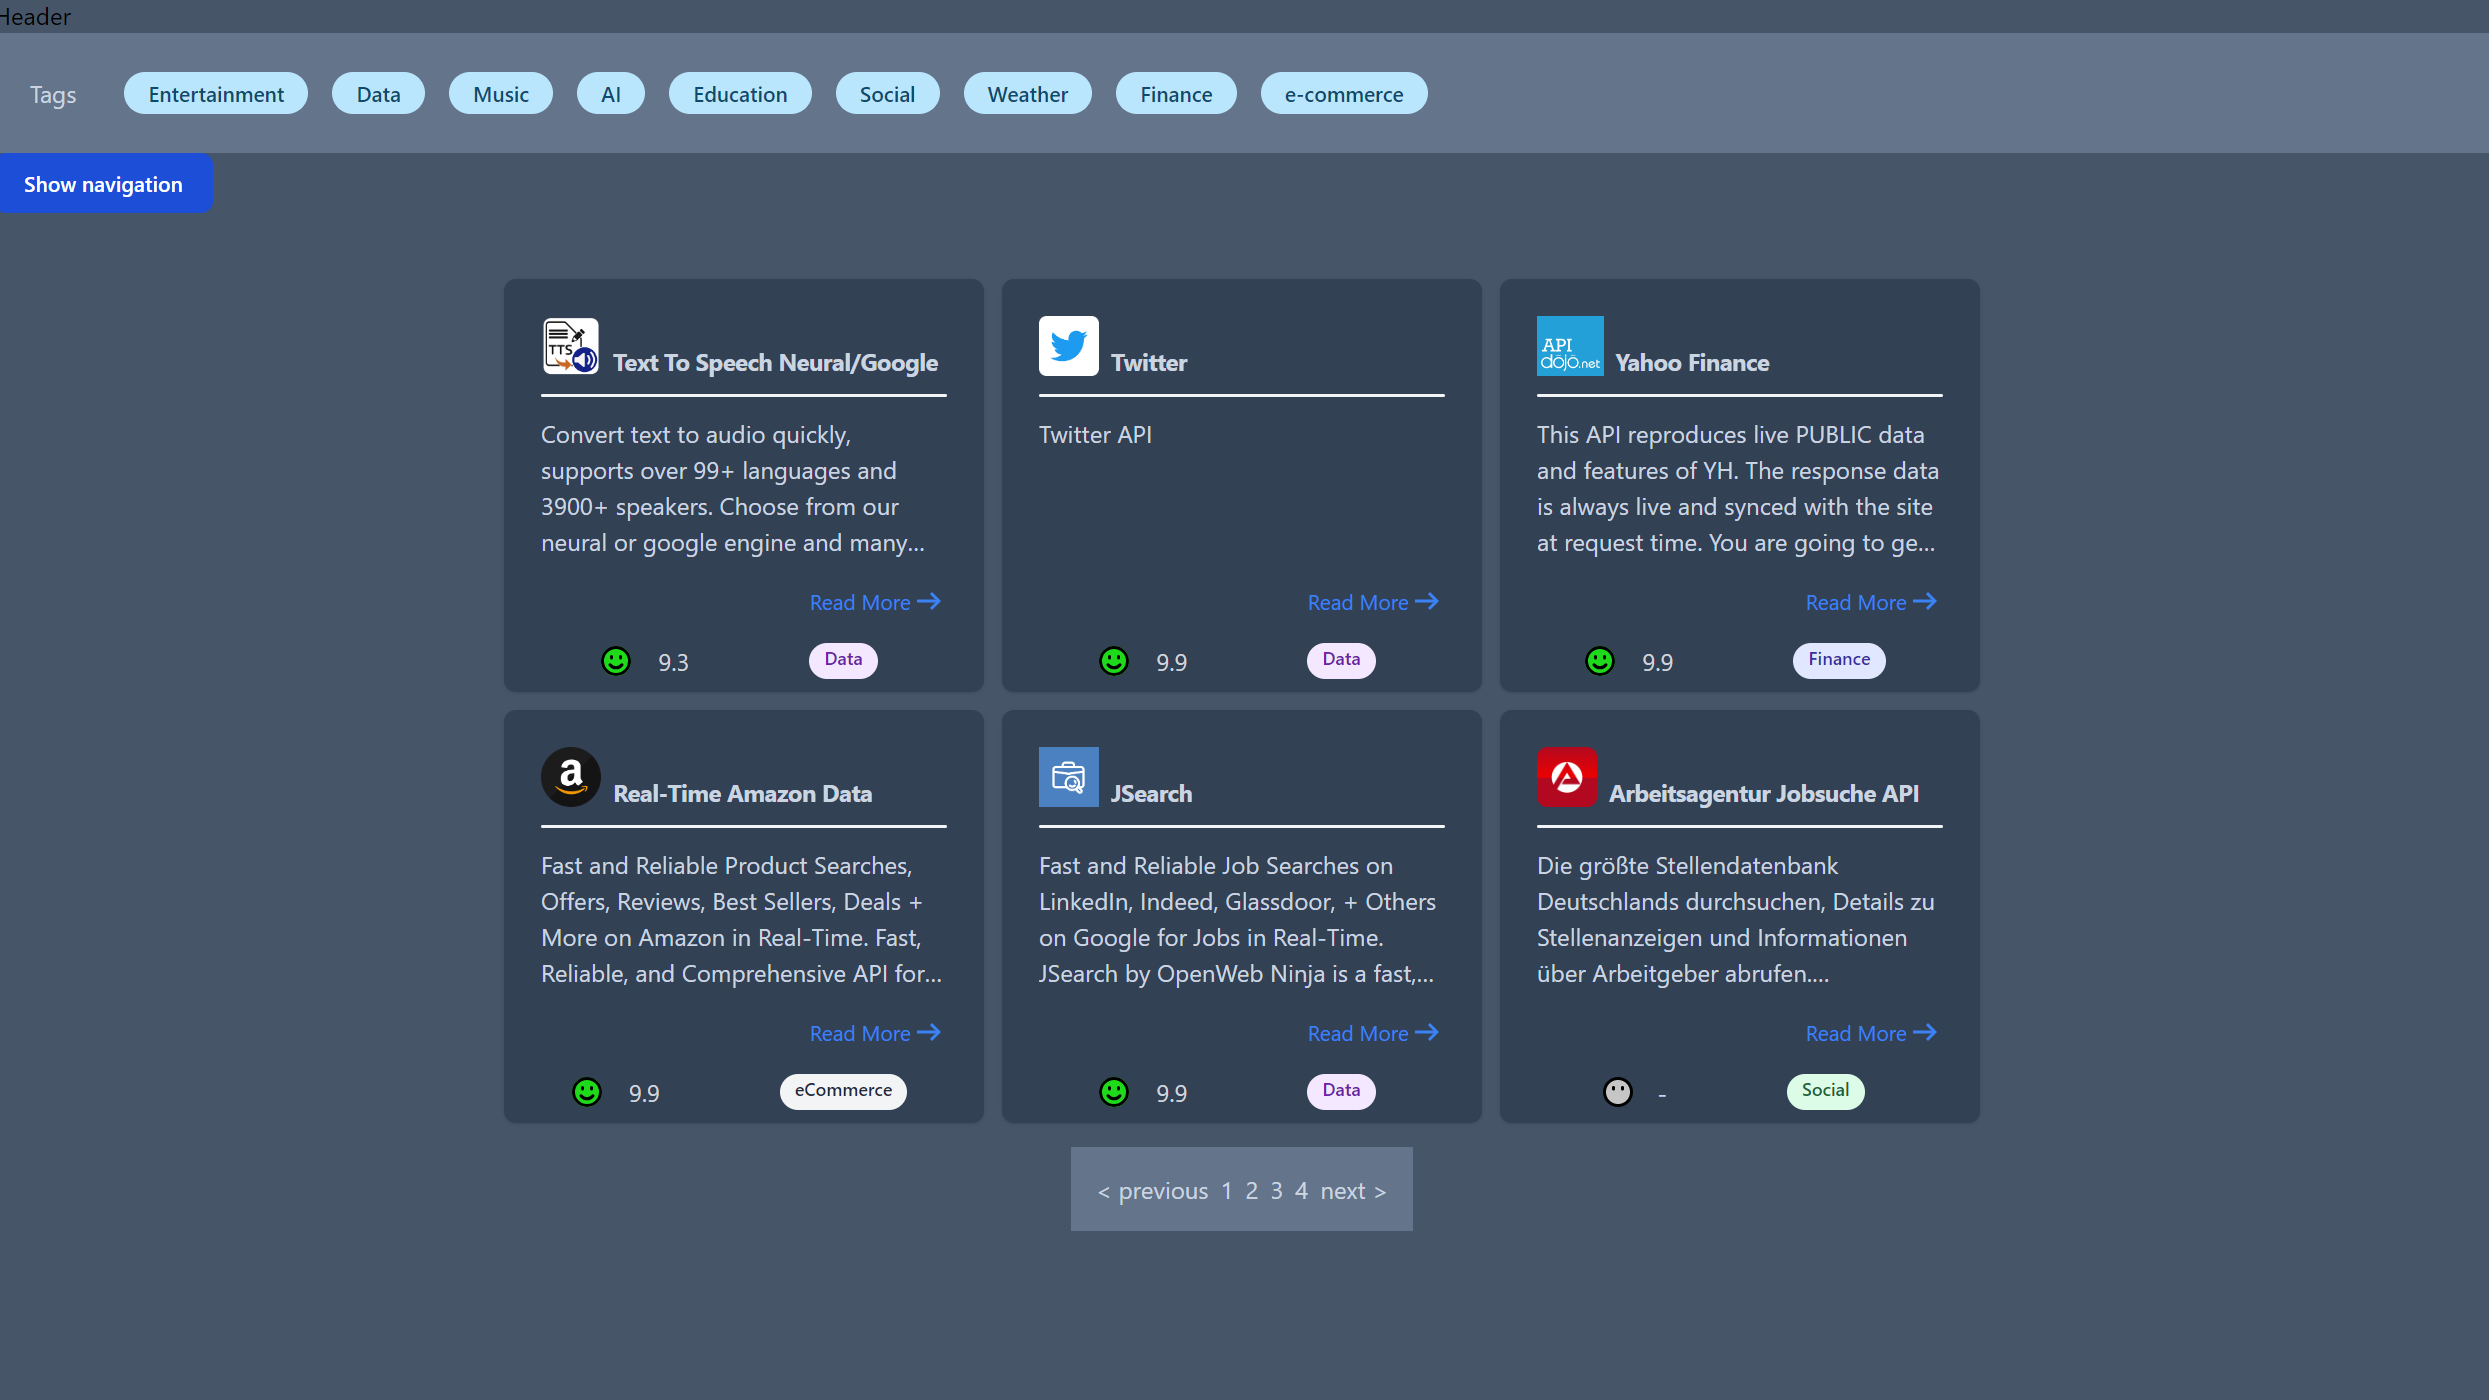 Header
Tags Entertainment Data Music AI Education Social Weather Finance e-commerce
Show navigation
TTS
Text To Speech Neural/Google
Convert text to audio quickly,
supports over 99+ languages and
3900+ speakers. Choose from our
neural or google engine and many...
Read More
9.3 Data
Twitter
Twitter API
Read More
9.9 Data
API
dōjō.net
Yahoo Finance
This API reproduces live PUBLIC data
and features of YH. The response data
is always live and synced with the site
at request time. You are going to ge...
Read More
9.9 Finance
a
Real-Time Amazon Data
Fast and Reliable Product Searches,
Offers, Reviews, Best Sellers, Deals +
More on Amazon in Real-Time. Fast,
Reliable, and Comprehensive API for...
Read More
9.9 eCommerce
JSearch
Fast and Reliable Job Searches on
LinkedIn, Indeed, Glassdoor, + Others
on Google for Jobs in Real-Time.
JSearch by OpenWeb Ninja is a fast,...
Read More
9.9 Data
Arbeitsagentur Jobsuche API
Die größte Stellendatenbank
Deutschlands durchsuchen, Details zu
Stellenanzeigen und Informationen
über Arbeitgeber abrufen....
Read More
- Social
< previous 1 2 3 4 next >